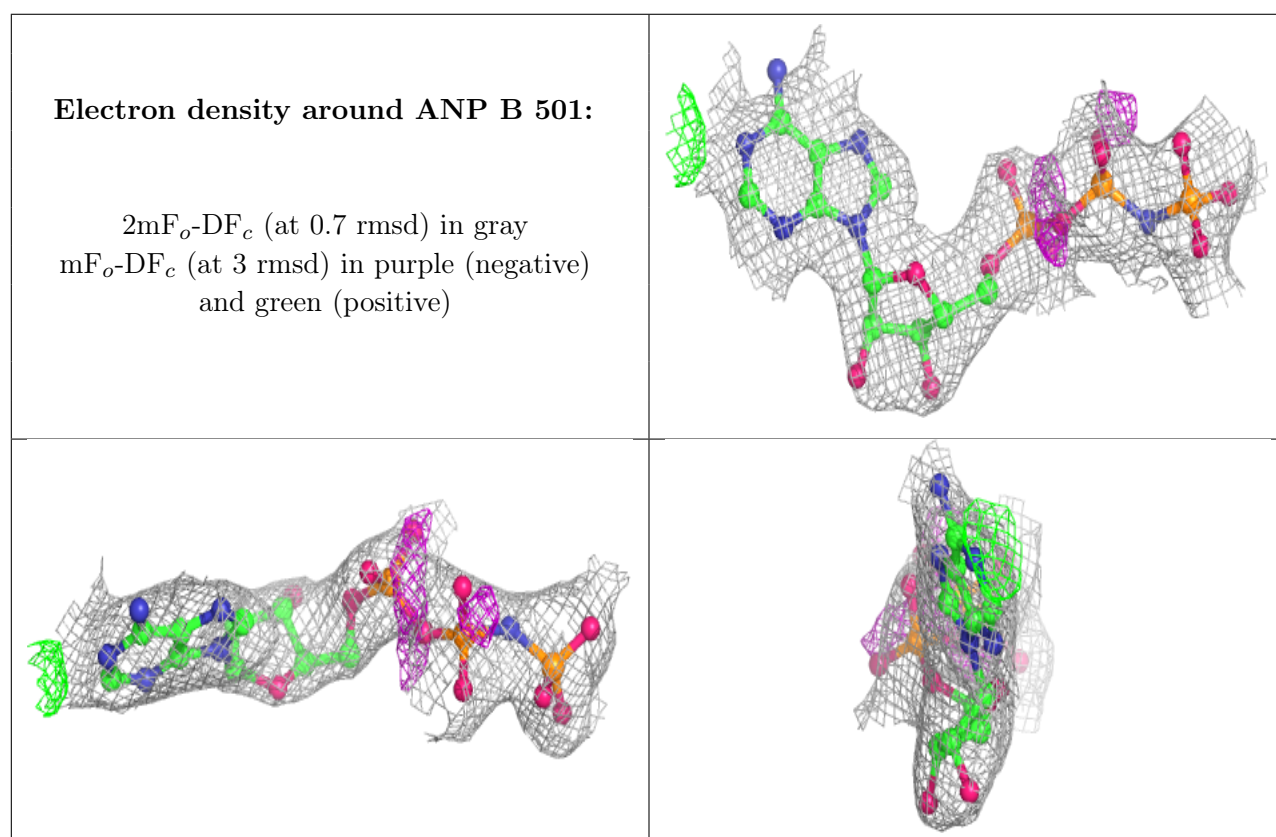 Electron density around ANP B 501:
2mFo-DFc (at 0.7 rmsd) in gray
mFo-DFc (at 3 rmsd) in purple (negative)
and green (positive)